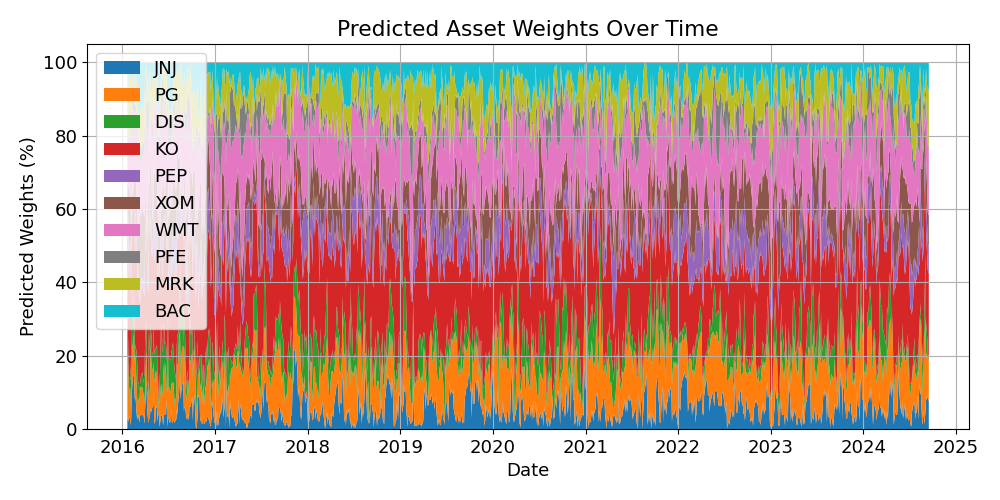 Predicted Asset Weights Over Time
Predicted Weights (%)
100
80
60
40
20
0
JNJ
PG
DIS
KO
PEP
XOM
WMT
PFE
MRK
BAC
2016 2017 2018 2019 2020 2021 2022 2023 2024 2025
Date